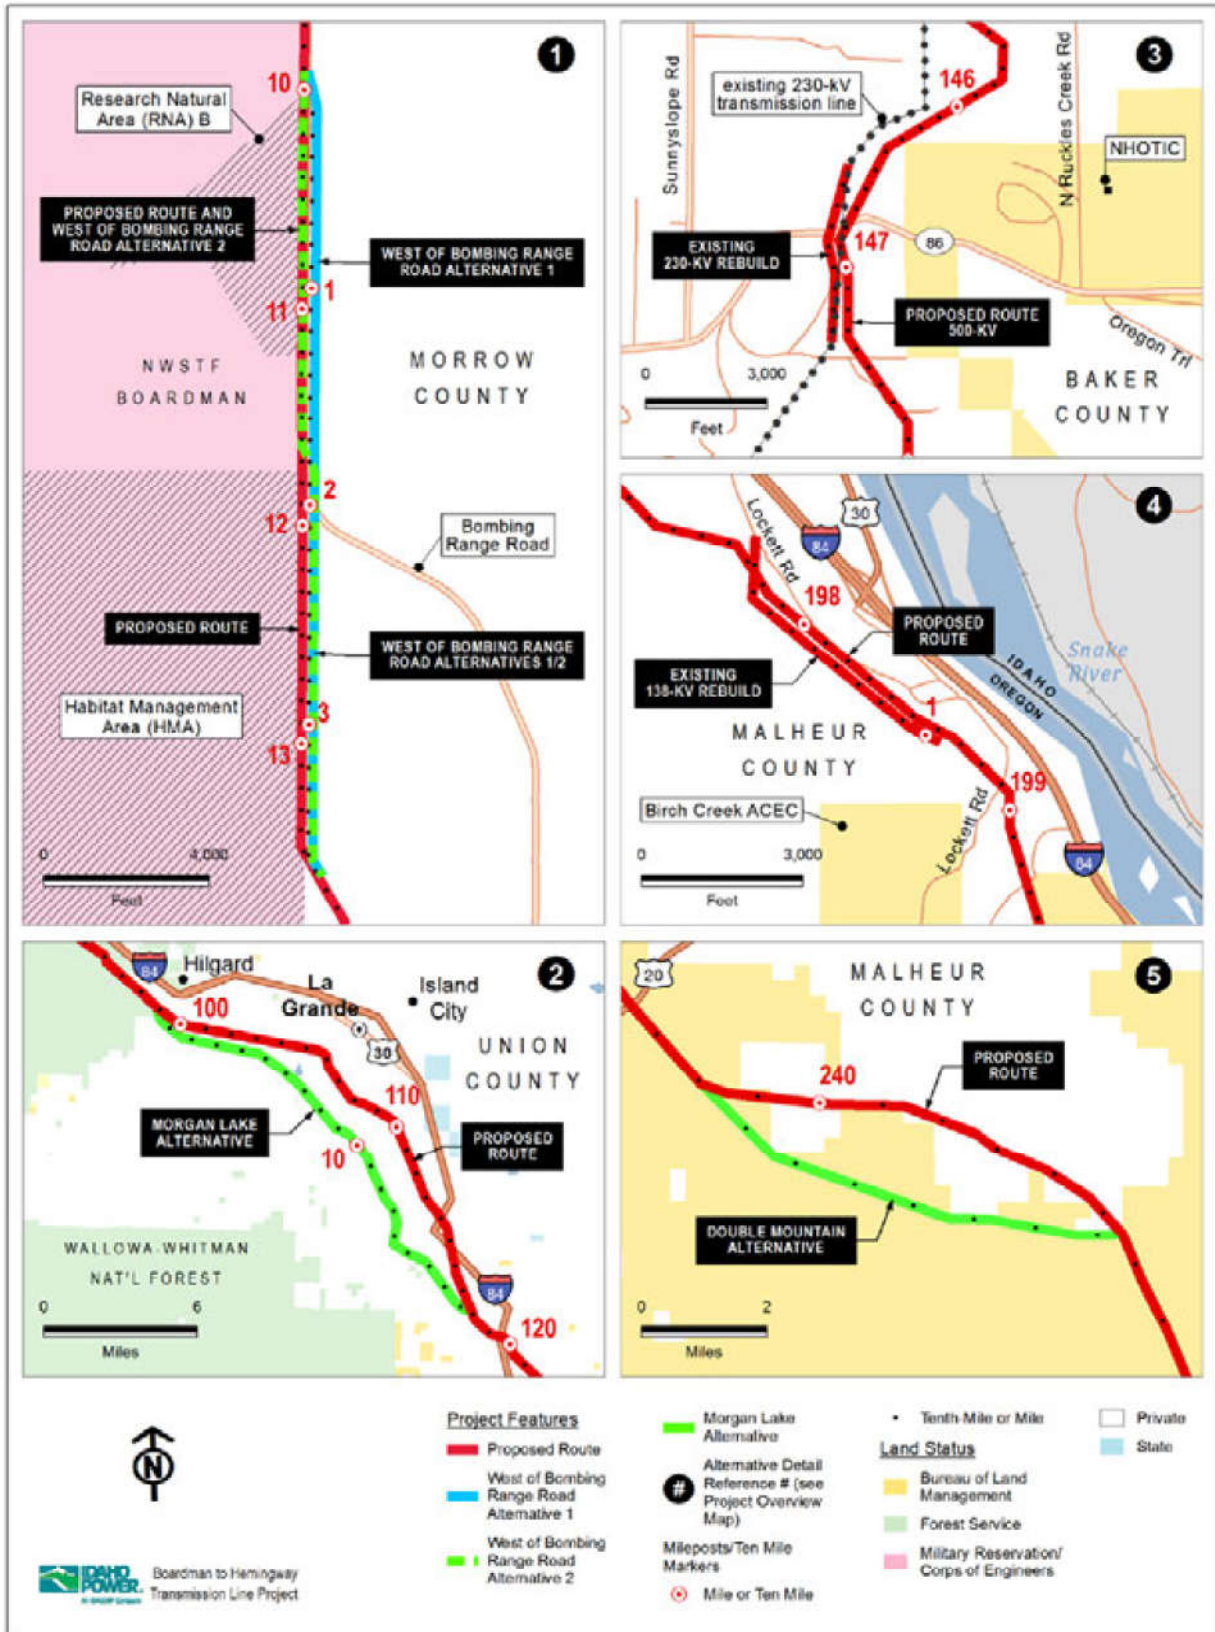 1
10
Research Natural
Area (RNA) B
PROPOSED ROUTE AND
WEST OF BOMBING RANGE
ROAD ALTERNATIVE 2
WEST OF BOMBING RANGE
ROAD ALTERNATIVE 1
1
11
NWSTF
BOARDMAN
MORROW
COUNTY
2
12
Bombing
Range Road
PROPOSED ROUTE
WEST OF BOMBING RANGE
ROAD ALTERNATIVES 1/2
Habitat Management
Area (HMA)
3
13
0 4,000
Feet
3
Sunnyslope Rd
existing 230-kV
transmission line
146
N Ruckles Creek Rd
NHOTIC
EXISTING
230-KV REBUILD
147
86
PROPOSED ROUTE
500-KV
Oregon Trl
0 3,000
Feet
BAKER
COUNTY
4
Lockett Rd
30
84
198
PROPOSED
ROUTE
EXISTING
138-KV REBUILD
Snake
River
IDAHO
OREGON
1
MALHEUR
COUNTY
199
Birch Creek ACEC
Lockett Rd
84
0 3,000
Feet
2
84
Hilgard
La
Grande
Island
City
100
30
UNION
COUNTY
110
MORGAN LAKE
ALTERNATIVE
PROPOSED
ROUTE
10
WALLOWA-WHITMAN
NAT'L FOREST
84
0 6
Miles
120
5
20
MALHEUR
COUNTY
PROPOSED
ROUTE
240
DOUBLE MOUNTAIN
ALTERNATIVE
0 2
Miles
N
IDAHO
POWER
Boardman to Hemingway
Transmission Line Project
Project Features
Proposed Route
West of Bombing
Range Road
Alternative 1
West of Bombing
Range Road
Alternative 2
Morgan Lake
Alternative
#
Alternative Detail
Reference # (see
Project Overview
Map)
Mileposts/Ten Mile
Markers
Mile or Ten Mile
Tenth-Mile or Mile
Land Status
Bureau of Land
Management
Forest Service
Military Reservation/
Corps of Engineers
Private
State